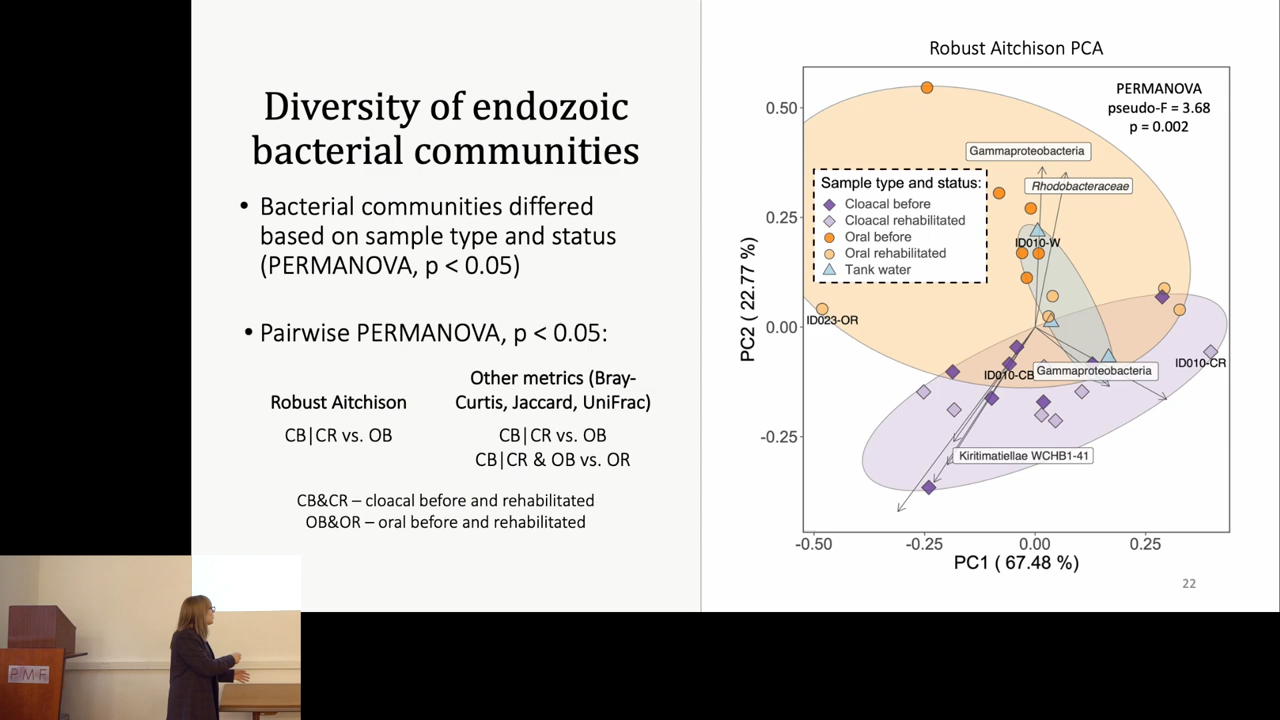 Diversity of endozoic
bacterial communities
• Bacterial communities differed
based on sample type and status
(PERMANOVA, p < 0.05)
• Pairwise PERMANOVA, p < 0.05:
Robust Aitchison
CB|CR vs. OB
Other metrics (Bray-
Curtis, Jaccard, UniFrac)
CB|CR vs. OB
CB|CR & OB vs. OR
CB&CR – cloacal before and rehabilitated
OB&OR – oral before and rehabilitated
Robust Aitchison PCA
PERMANOVA
pseudo-F = 3.68
p = 0.002
Gammaproteobacteria
Rhodobacteraceae
Sample type and status:
Cloacal before
Cloacal rehabilitated
Oral before
Oral rehabilitated
Tank water
ID010-W
ID023-OR
ID010-CB
Gammaproteobacteria
ID010-CR
Kiritimatiellae WCHB1-41
PC2 ( 22.77 %)
0.50
0.25
0.00
-0.25
-0.50
-0.25
0.00
0.25
PC1 ( 67.48 %)
22
PMF